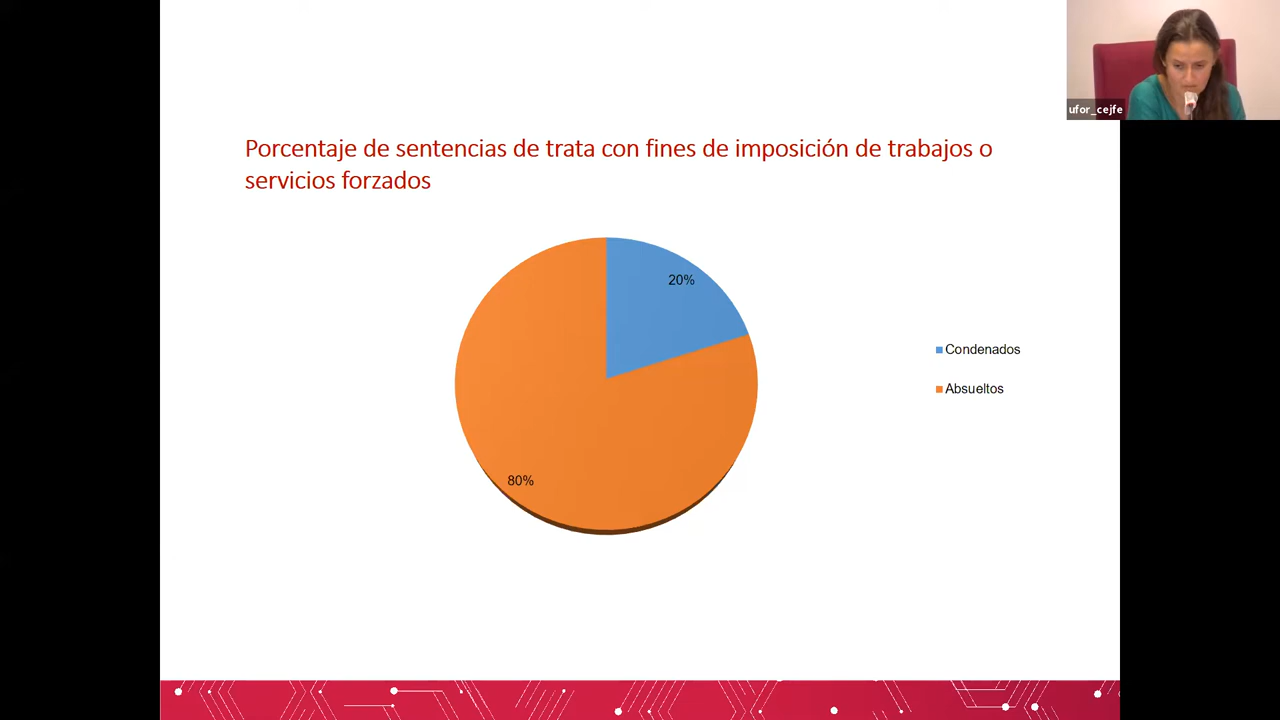 ufor_cejfe
Porcentaje de sentencias de trata con fines de imposición de trabajos o
servicios forzados
20%
Condenados
Absueltos
80%